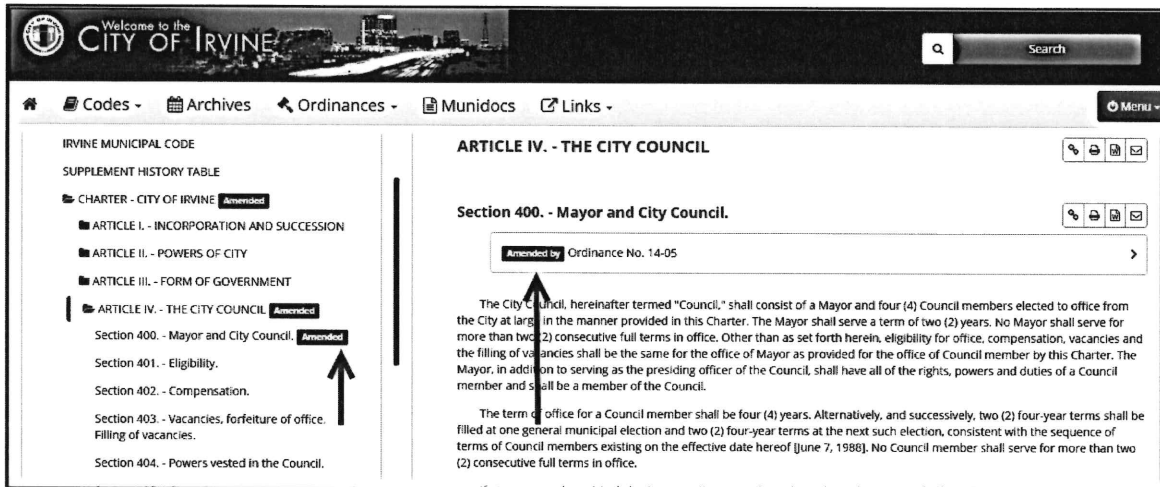 Welcome to the
CITY OF IRVINE
Search
Codes
Archives
Ordinances
Munidocs
Links
Menu
IRVINE MUNICIPAL CODE
SUPPLEMENT HISTORY TABLE
CHARTER - CITY OF IRVINE Amended
ARTICLE I. - INCORPORATION AND SUCCESSION
ARTICLE II. - POWERS OF CITY
ARTICLE III. - FORM OF GOVERNMENT
ARTICLE IV. - THE CITY COUNCIL Amended
Section 400. - Mayor and City Council. Amended
Section 401. - Eligibility.
Section 402. - Compensation.
Section 403. - Vacancies, forfeiture of office.
Filling of vacancies.
Section 404. - Powers vested in the Council.
ARTICLE IV. - THE CITY COUNCIL
Section 400. - Mayor and City Council.
Amended by Ordinance No. 14-05
The City Council, hereinafter termed "Council," shall consist of a Mayor and four (4) Council members elected to office from
the City at large in the manner provided in this Charter. The Mayor shall serve a term of two (2) years. No Mayor shall serve for
more than two (2) consecutive full terms in office. Other than as set forth herein, eligibility for office, compensation, vacancies and
the filling of vacancies shall be the same for the office of Mayor as provided for the office of Council member by this Charter. The
Mayor, in addition to serving as the presiding officer of the Council, shall have all of the rights, powers and duties of a Council
member and shall be a member of the Council.
The term of office for a Council member shall be four (4) years. Alternatively, and successively, two (2) four-year terms shall be
filled at one general municipal election and two (2) four-year terms at the next such election, consistent with the sequence of
terms of Council members existing on the effective date hereof [June 7, 1988]. No Council member shall serve for more than two
(2) consecutive full terms in office.